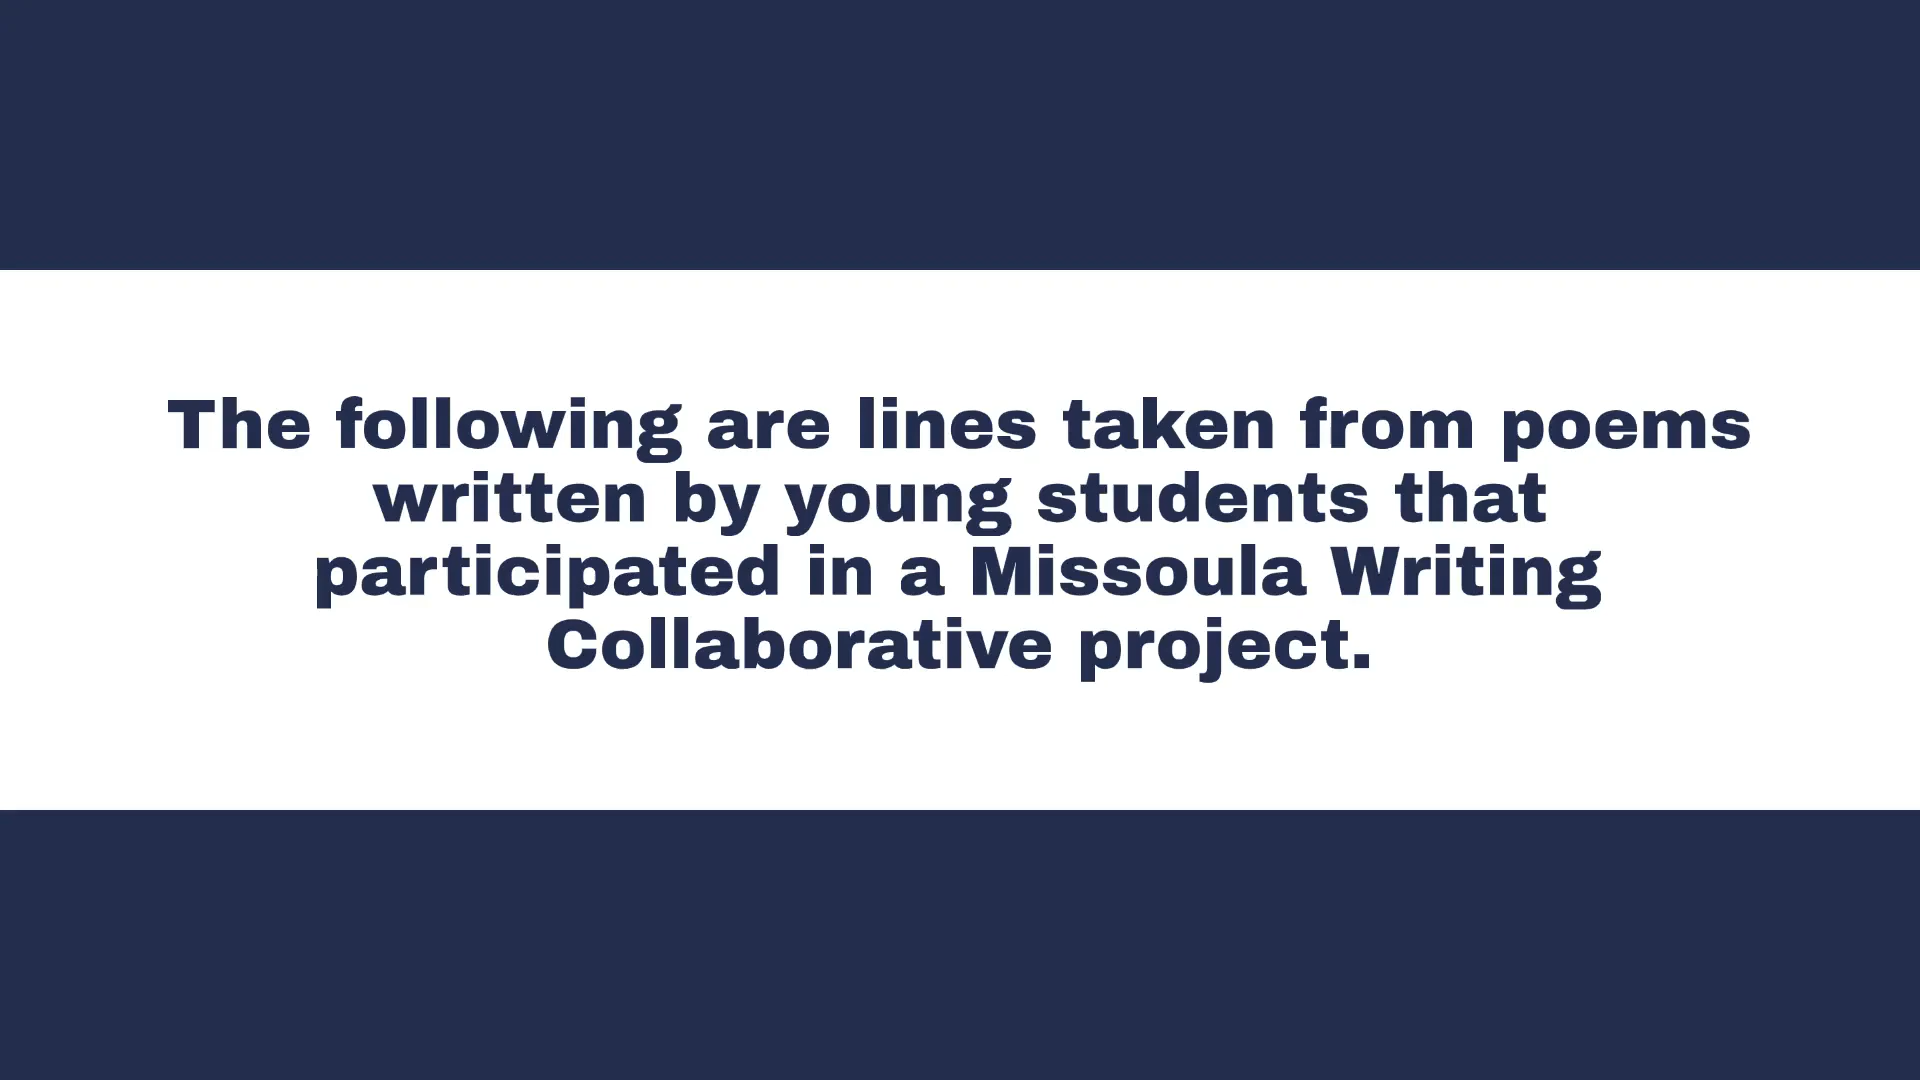 The following are lines taken from poems
written by young students that
participated in a Missoula Writing
Collaborative project.